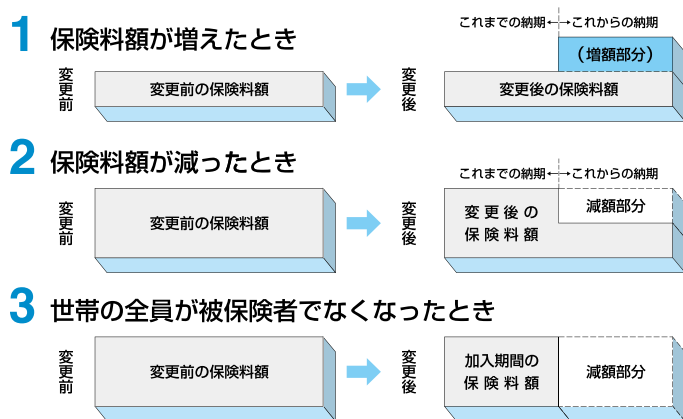 1 保険料額が増えたとき
これまでの納期←→これからの納期
変更前
変更前の保険料額
変更後
(増額部分)
変更後の保険料額
2 保険料額が減ったとき
これまでの納期←→これからの納期
変更前
変更前の保険料額
変更後
変更後の
保険料額
減額部分
3 世帯の全員が被保険者でなくなったとき
変更前
変更前の保険料額
変更後
加入期間の
保険料額
減額部分